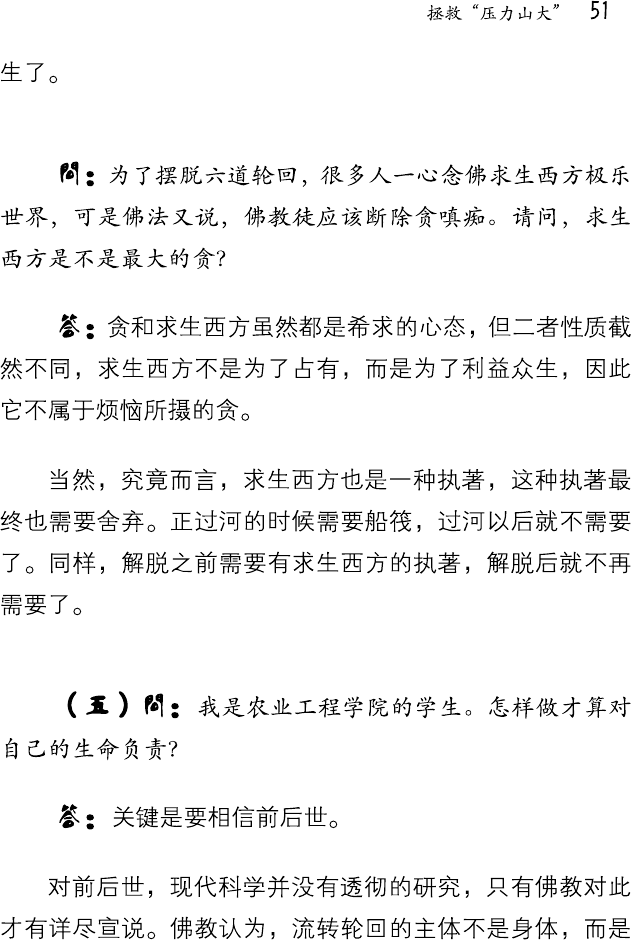 拯救“压力山大” 51
生了。
問：为了摆脱六道轮回，很多人一心念佛求生西方极乐
世界，可是佛法又说，佛教徒应该断除贪嗔痴。请问，求生
西方是不是最大的贪？
答：贪和求生西方虽然都是希求的心态，但二者性质截
然不同，求生西方不是为了占有，而是为了利益众生，因此
它不属于烦恼所摄的贪。
当然，究竟而言，求生西方也是一种执著，这种执著最
终也需要舍弃。正过河的时候需要船筏，过河以后就不需要
了。同样，解脱之前需要有求生西方的执著，解脱后就不再
需要了。
（五）問：我是农业工程学院的学生。怎样做才算对
自己的生命负责？
答：关键是要相信前后世。
对前后世，现代科学并没有透彻的研究，只有佛教对此
才有详尽宣说。佛教认为，流转轮回的主体不是身体，而是